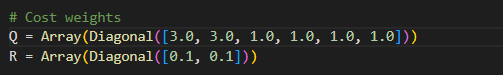 # Cost weights
Q = Array(Diagonal([3.0, 3.0, 1.0, 1.0, 1.0, 1.0]))
R = Array(Diagonal([0.1, 0.1]))